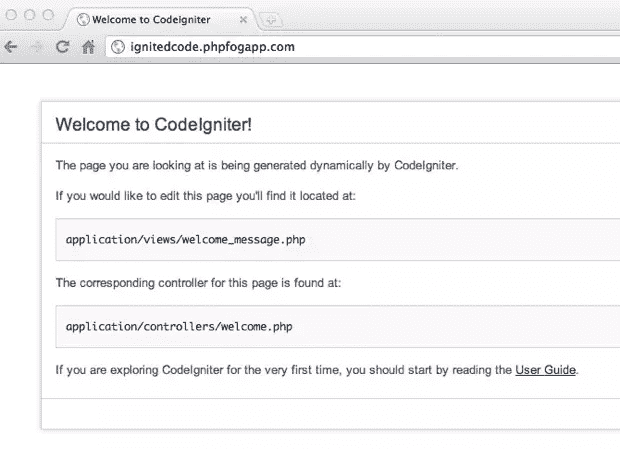 Welcome to CodeIgniter
ignitedcode.phpfogapp.com
Welcome to CodeIgniter!
The page you are looking at is being generated dynamically by CodeIgniter.
If you would like to edit this page you'll find it located at:
application/views/welcome_message.php
The corresponding controller for this page is found at:
application/controllers/welcome.php
If you are exploring CodeIgniter for the very first time, you should start by reading the User Guide.